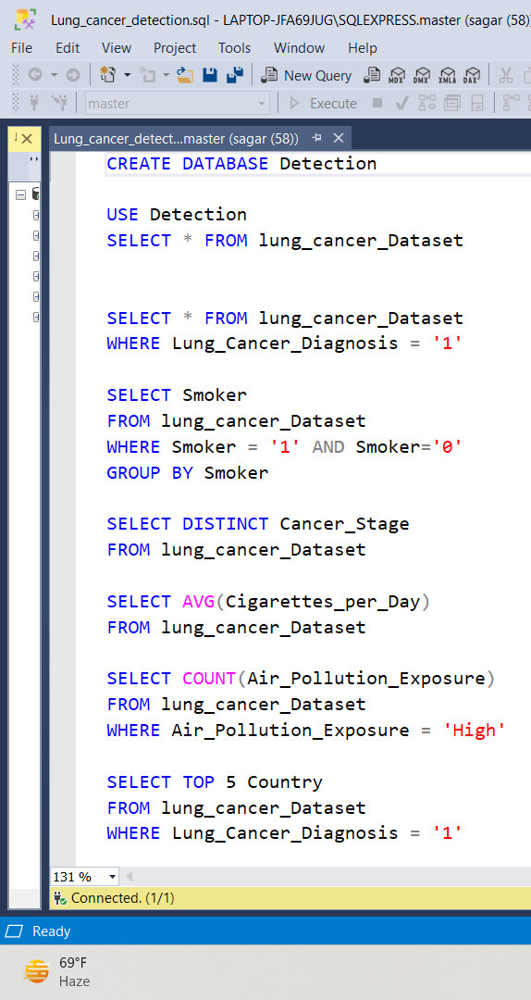 Lung_cancer_detection.sql - LAPTOP-JFA69JUG\SQLEXPRESS.master (sagar (58))
File Edit View Project Tools Window Help
New Query MDX DMX XMLA DAX
master Execute
Lung_cancer_detect...master (sagar (58))
CREATE DATABASE Detection
USE Detection
SELECT * FROM lung_cancer_Dataset
SELECT * FROM lung_cancer_Dataset
WHERE Lung_Cancer_Diagnosis = '1'
SELECT Smoker
FROM lung_cancer_Dataset
WHERE Smoker = '1' AND Smoker='0'
GROUP BY Smoker
SELECT DISTINCT Cancer_Stage
FROM lung_cancer_Dataset
SELECT AVG(Cigarettes_per_Day)
FROM lung_cancer_Dataset
SELECT COUNT(Air_Pollution_Exposure)
FROM lung_cancer_Dataset
WHERE Air_Pollution_Exposure = 'High'
SELECT TOP 5 Country
FROM lung_cancer_Dataset
WHERE Lung_Cancer_Diagnosis = '1'
131 %
Connected. (1/1)
Ready
69°F
Haze